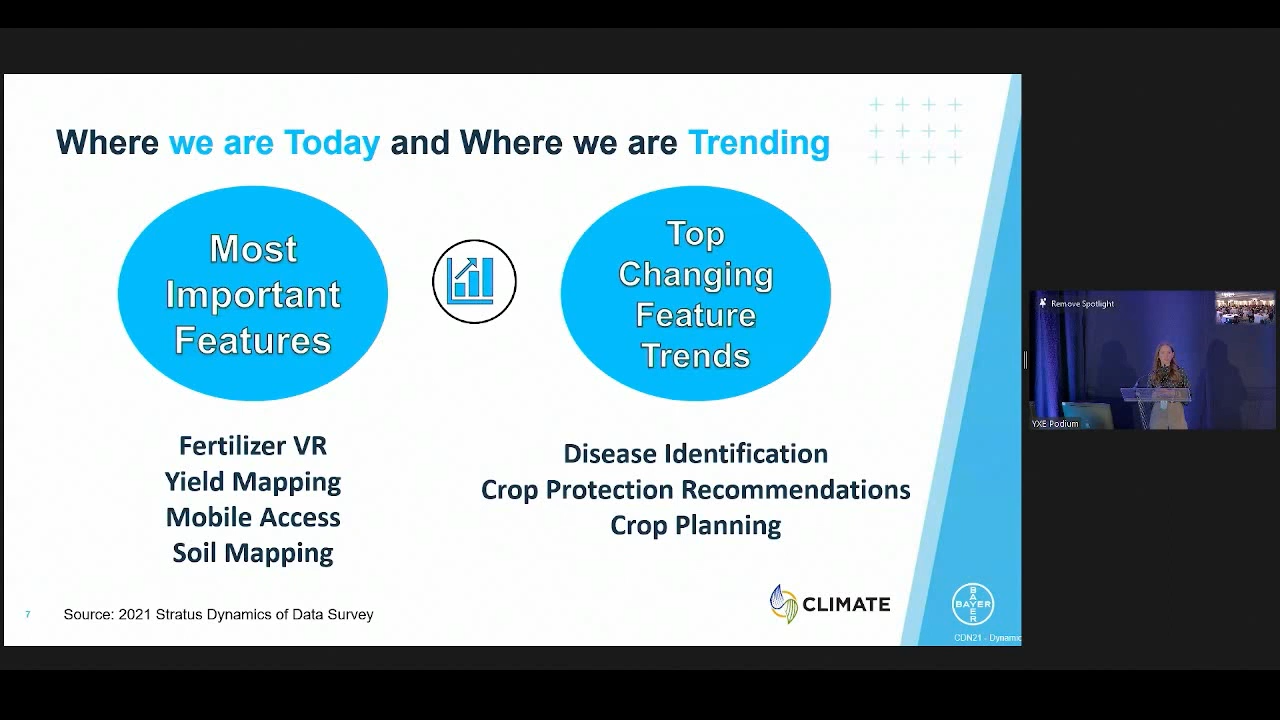 Where we are Today and Where we are Trending
Most
Important
Features
Top
Changing
Feature
Trends
Fertilizer VR
Yield Mapping
Mobile Access
Soil Mapping
Disease Identification
Crop Protection Recommendations
Crop Planning
7
Source: 2021 Stratus Dynamics of Data Survey
CLIMATE
BAYER
BAYER
CDN21 - Dynamic
Remove Spotlight
YXE Podium